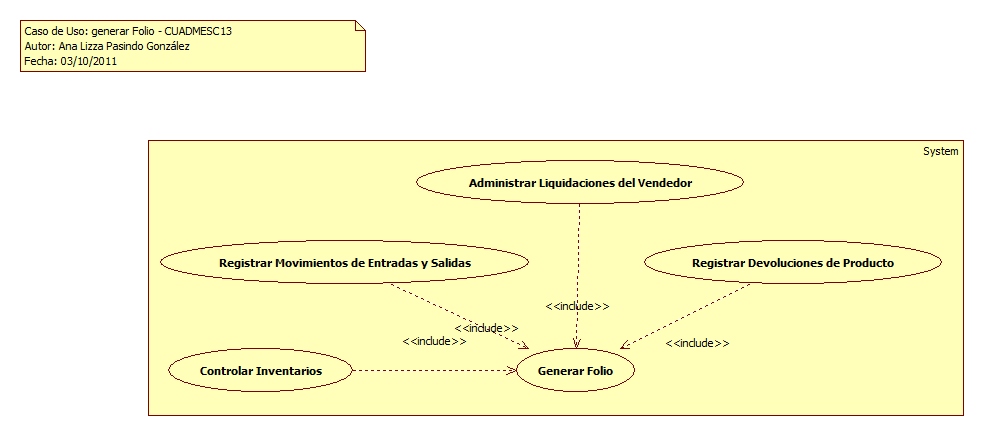 Caso de Uso: generar Folio - CUADMESC13
Autor: Ana Lizza Pasindo González
Fecha: 03/10/2011
System
Administrar Liquidaciones del Vendedor
Registrar Movimientos de Entradas y Salidas
Registrar Devoluciones de Producto
<<include>>
<<include>>
<<include>>
<<include>>
Controlar Inventarios
Generar Folio